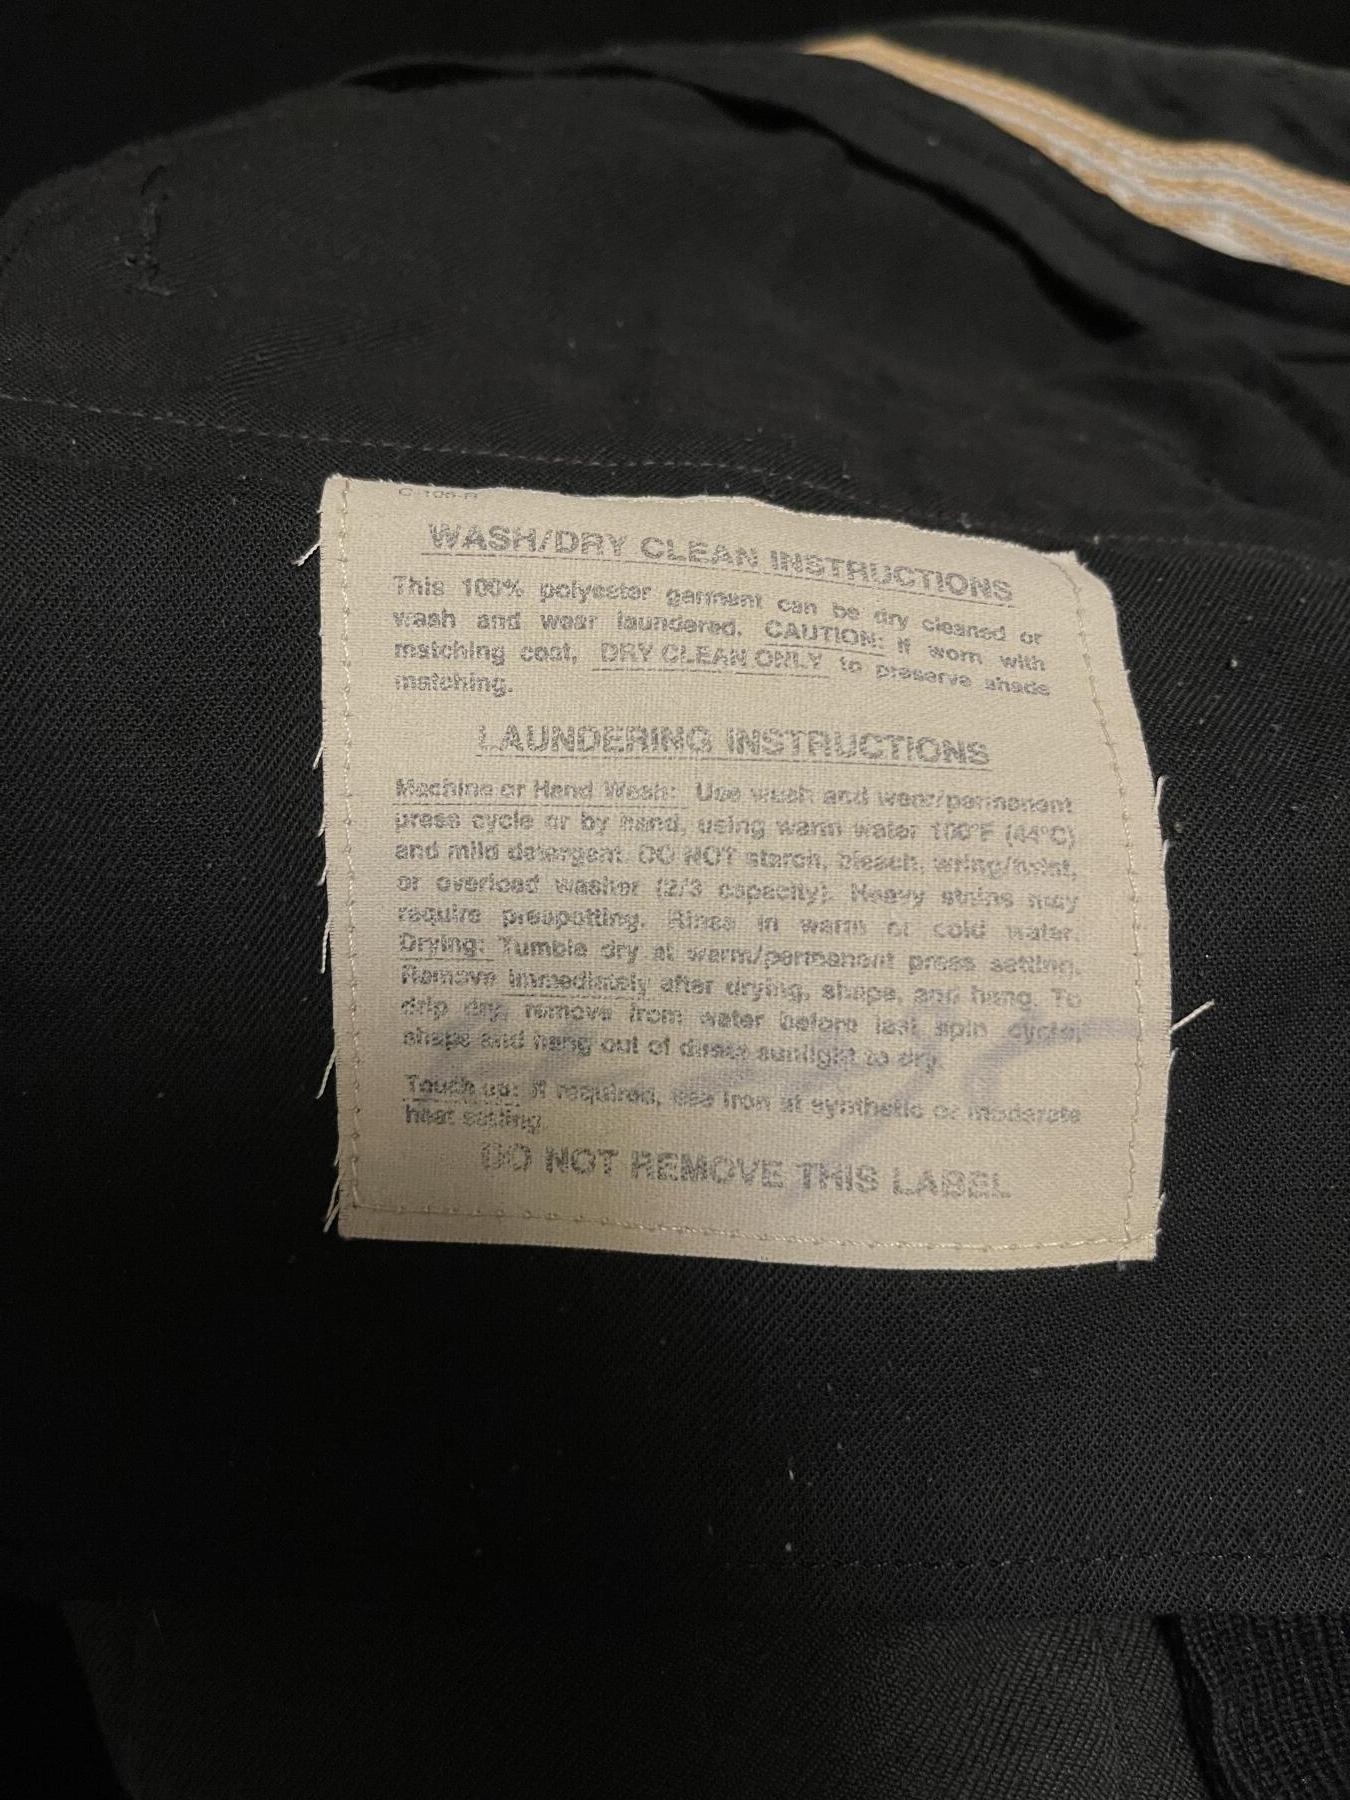 C-106-R
WASH/DRY CLEAN INSTRUCTIONS
This 100% polyester garment can be dry cleaned or
wash and wear laundered. CAUTION: If worn with
matching coat, DRY CLEAN ONLY to preserve shade
matching.
LAUNDERING INSTRUCTIONS
Machine or Hand Wash: Use wash and wear/permanent
press cycle or by hand, using warm water 100°F (44°C)
and mild detergent. DO NOT starch, bleach, wring/twist,
or overload washer (2/3 capacity). Heavy stains may
require prespotting. Rinse in warm or cold water.
Drying: Tumble dry at warm/permanent press setting.
Remove immediately after drying, shape, and hang. To
drip dry, remove from water before last spin cycle,
shape and hang out of direct sunlight to dry.
Touch up: If required, use iron at synthetic or moderate
heat setting.
DO NOT REMOVE THIS LABEL